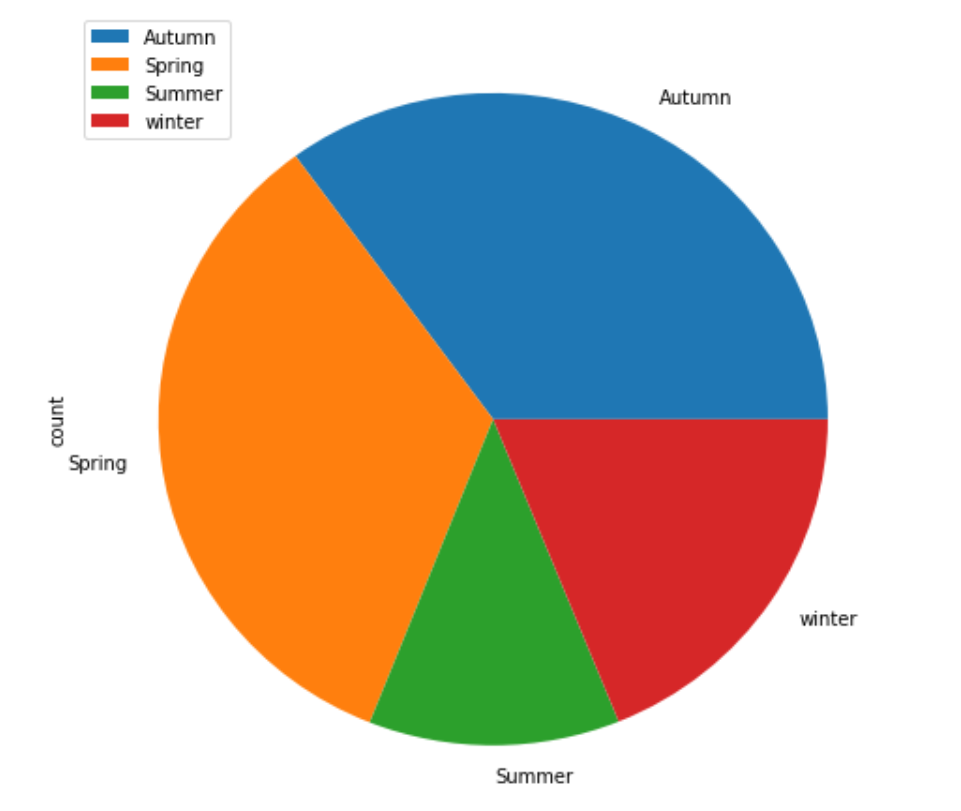 Autumn
Spring
Summer
winter
Autumn
count
Spring
winter
Summer